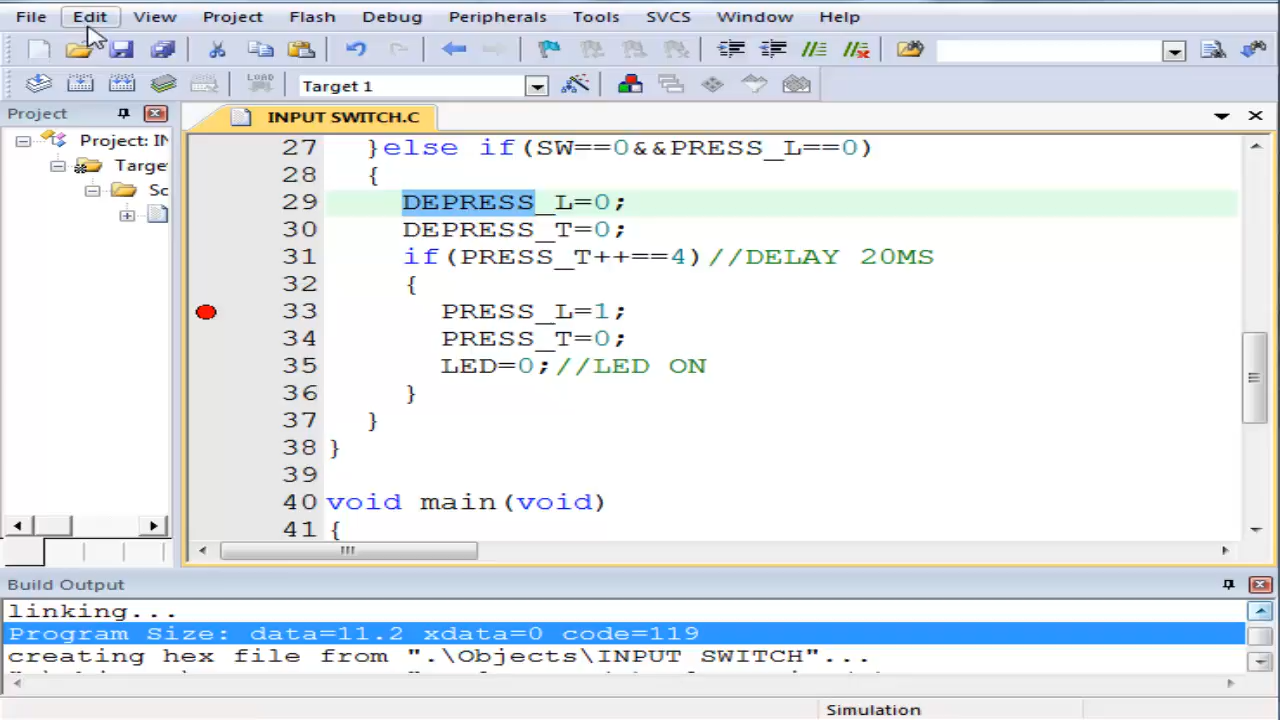 File Edit View Project Flash Debug Peripherals Tools SVCS Window Help
LOAD Target 1
Project INPUT SWITCH.C
Project: IN
Targe
Sc
27 }else if(SW==0&&PRESS_L==0)
28 {
29 DEPRESS_L=0;
30 DEPRESS_T=0;
31 if(PRESS_T++==4)//DELAY 20MS
32 {
33 PRESS_L=1;
34 PRESS_T=0;
35 LED=0;//LED ON
36 }
37 }
38 }
39
40 void main(void)
41 {
Build Output
linking...
Program Size: data=11.2 xdata=0 code=119
creating hex file from ".\Objects\INPUT SWITCH"...
Simulation